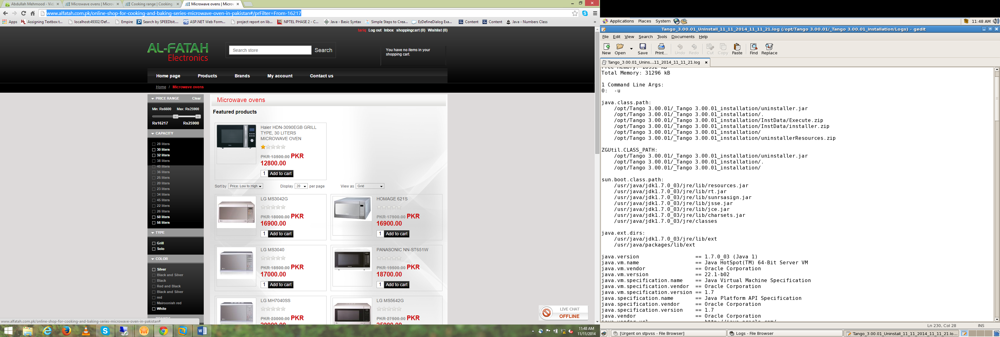 Abdullah Mehmood - Vid
Microwave ovens | Micro
Cooking range | Cooking
Microwave ovens | Microv
www.alfatah.com.pk/online-shop-for-cooking-and-baking-series-microwave-oven-in-pakistan#/prFilter=From-16217
Apps
Assigning Textbox t...
localhost:49302/Def...
Empire
Search by SPEEDbit....
ASP.NET Web Form...
project report on lib...
NPTEL PHASE 2 - C...
Java - Basic Syntax
Simple Steps to Crea...
EzDefineDialog Exa...
Content
Content
Java - Numbers Class
»
tariq Log out Inbox shoppingcart (0) Wishlist (0)
AL-FATAH
Electronics
Search store
Search
You have no items in your
shopping cart.
Home page Products Brands My account Contact us
Home / Microwave ovens
PRICE RANGE Clear
Min: Rs6600 Max: Rs25900
Rs16217 Rs25900
CAPACITY
28 liters
30 liters
32 liters
38 liters
40 liters
36 liters
25 liters
20 liters
23 liters
34 liters
45 liters
22 liters
26 liters
50 liters
56 liters
TYPE
Grill
Solo
COLOR
Silver
Black and Silver
Black
Red and Black
Black and Silver
red
Mairoonish red
White
BRANDS
Microwave ovens
Featured products
Haier HDN-3090EGB GRILL
TYPE, 30 LITERS
MICROWAVE OVEN
PKR 13500.00 PKR
12800.00
1 Add to cart
Sort by Price: Low to High Display 20 per page View as Grid
LG MS3042G
PKR 18000.00 PKR
16900.00
1 Add to cart
HOMAGE 621S
PKR 17900.00 PKR
16900.00
1 Add to cart
LG MS3040
PKR 18500.00 PKR
17000.00
1 Add to cart
PANASONIC NN-ST651W
PKR 19500.00 PKR
18700.00
1 Add to cart
LG MH7040SS
PKR 23000.00 PKR
LG MS5642G
PKR 27500.00 PKR
LIVE CHAT
OFFLINE
www.alfatah.com.pk/online-shop-for-cooking-and-baking-series-microwave-oven-in-pakistan#
11:48 AM
11/11/2014
Applications Places System
11:48 AM
Tango_3.00.01_Uninstall_11_11_2014_11_11_21.log (/opt/Tango 3.00.01/_Tango 3.00.01_installation/Logs) - gedit
File Edit View Search Tools Documents Help
New Open Save Print... Undo Redo Cut Copy Paste Find Replace
Tango_3.00.01_Unins...11_2014_11_11_21.log
Free Memory: 18932 kB
Total Memory: 31296 kB
1 Command Line Args:
0: -u
java.class.path:
/opt/Tango 3.00.01/_Tango 3.00.01_installation/uninstaller.jar
/opt/Tango 3.00.01/_Tango 3.00.01_installation/.
/opt/Tango 3.00.01/_Tango 3.00.01_installation/InstData/Execute.zip
/opt/Tango 3.00.01/_Tango 3.00.01_installation/InstData/installer.zip
/opt/Tango 3.00.01/_Tango 3.00.01_installation/
/opt/Tango 3.00.01/_Tango 3.00.01_installation/uninstallerResources.zip
ZGUtil.CLASS_PATH:
/opt/Tango 3.00.01/_Tango 3.00.01_installation/uninstaller.jar
/opt/Tango 3.00.01/_Tango 3.00.01_installation/.
/opt/Tango 3.00.01/_Tango 3.00.01_installation/
sun.boot.class.path:
/usr/java/jdk1.7.0_03/jre/lib/resources.jar
/usr/java/jdk1.7.0_03/jre/lib/rt.jar
/usr/java/jdk1.7.0_03/jre/lib/sunrsasign.jar
/usr/java/jdk1.7.0_03/jre/lib/jsse.jar
/usr/java/jdk1.7.0_03/jre/lib/jce.jar
/usr/java/jdk1.7.0_03/jre/lib/charsets.jar
/usr/java/jdk1.7.0_03/jre/classes
java.ext.dirs:
/usr/java/jdk1.7.0_03/jre/lib/ext
/usr/java/packages/lib/ext
java.version == 1.7.0_03 (Java 1)
java.vm.name == Java HotSpot(TM) 64-Bit Server VM
java.vm.vendor == Oracle Corporation
java.vm.version == 22.1-b02
java.vm.specification.name == Java Virtual Machine Specification
java.vm.specification.vendor == Oracle Corporation
java.vm.specification.version == 1.7
java.specification.name == Java Platform API Specification
java.specification.vendor == Oracle Corporation
java.specification.version == 1.7
java.vendor == Oracle Corporation
java.vendor.url == http://java.oracle.com/
Ln 230, Col 28 INS
[Urgent on stpvss - File Browser]
Logs - File Browser
Tango_3.00.01_Uninstall_11_11_2014_11_11_21.lo...